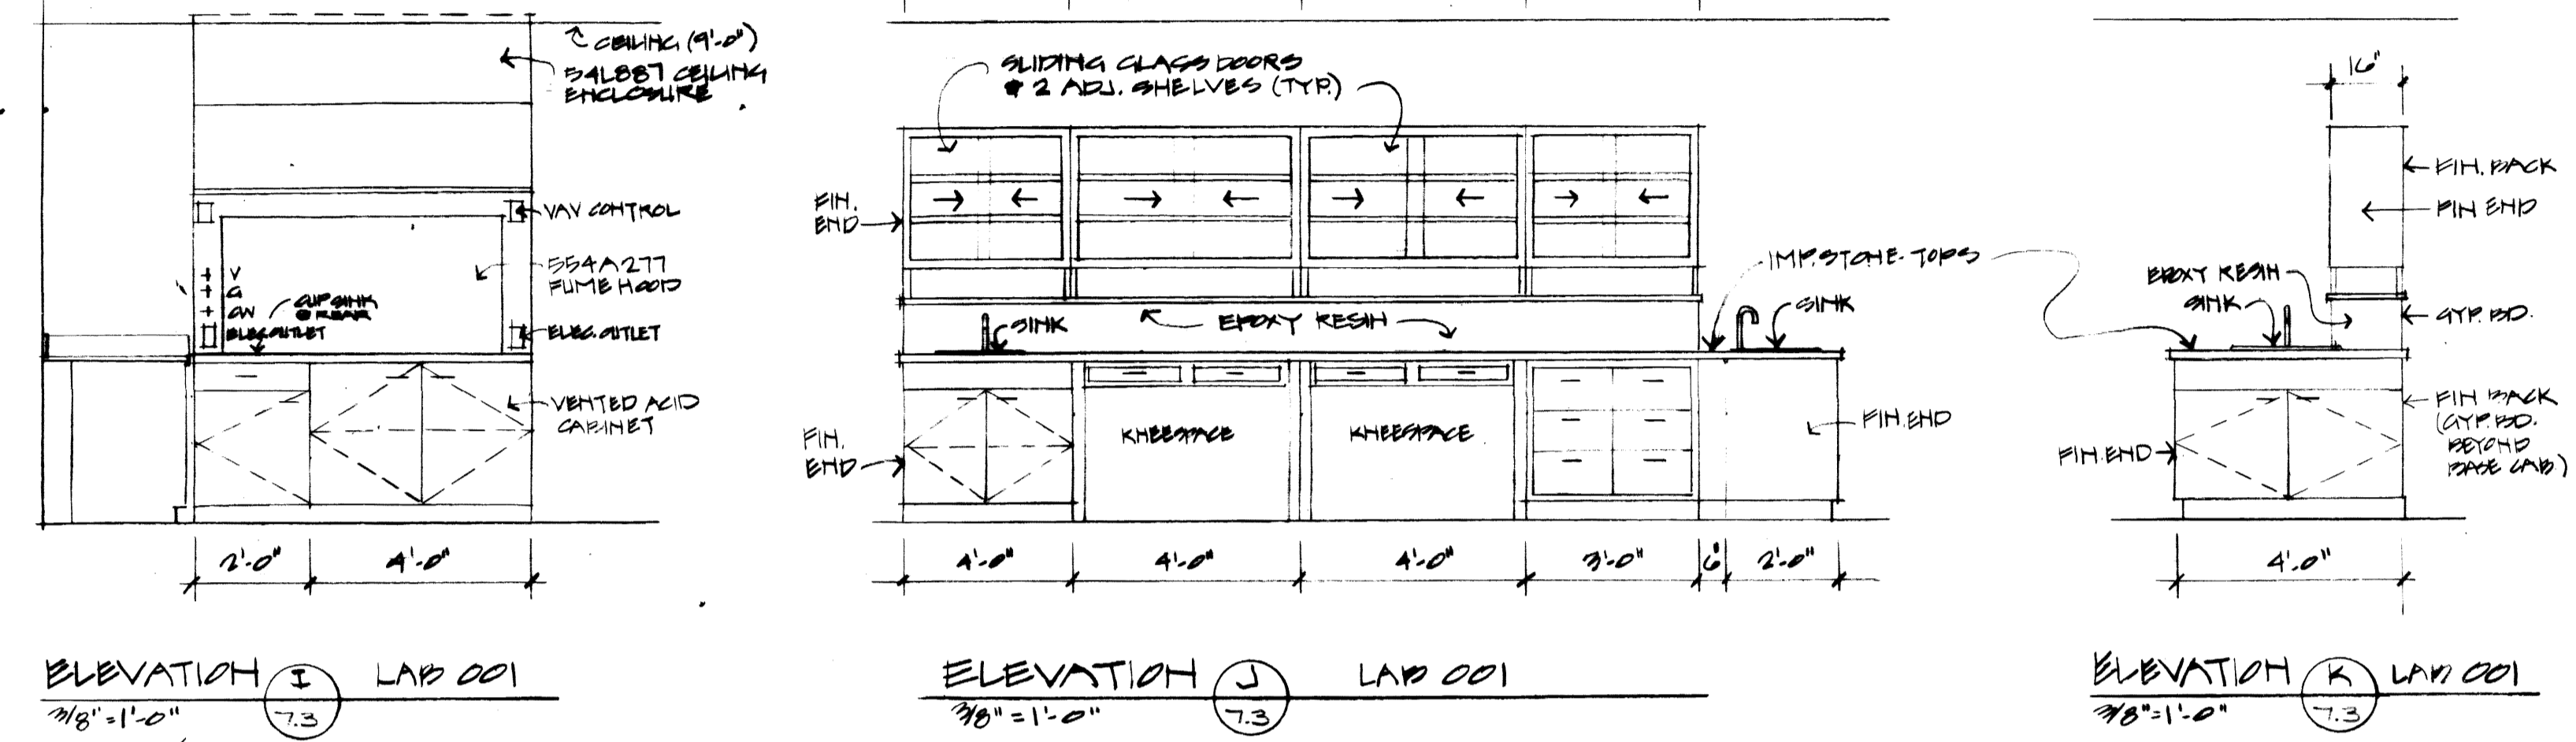 CEILING (9'-0")
54L887 CEILING
ENCLOSURE
VAV CONTROL
554A277
FUME HOOD
V
G
CW
CUP SINK
@ REAR
ELEC. OUTLET
ELEC. OUTLET
VENTED ACID
CABINET
2'-0"
4'-0"
ELEVATION I LAB 001
3/8"=1'-0"
7.3
SLIDING GLASS DOORS
2 ADJ. SHELVES (TYP.)
FIN.
END
IMP. STONE TOPS
SINK
EPOXY RESIN
SINK
FIN.
END
KNEESPACE
KNEESPACE
FIN. END
4'-0"
4'-0"
4'-0"
3'-0"
6"
2'-0"
ELEVATION J LAB 001
3/8"=1'-0"
7.3
16"
FIN. BACK
FIN END
EPOXY RESIN
SINK
GYP. BD.
FIN BACK
(GYP. BD.
BEYOND
BASE CAB.)
FIN. END
4'-0"
ELEVATION K LAB 001
3/8"=1'-0"
7.3